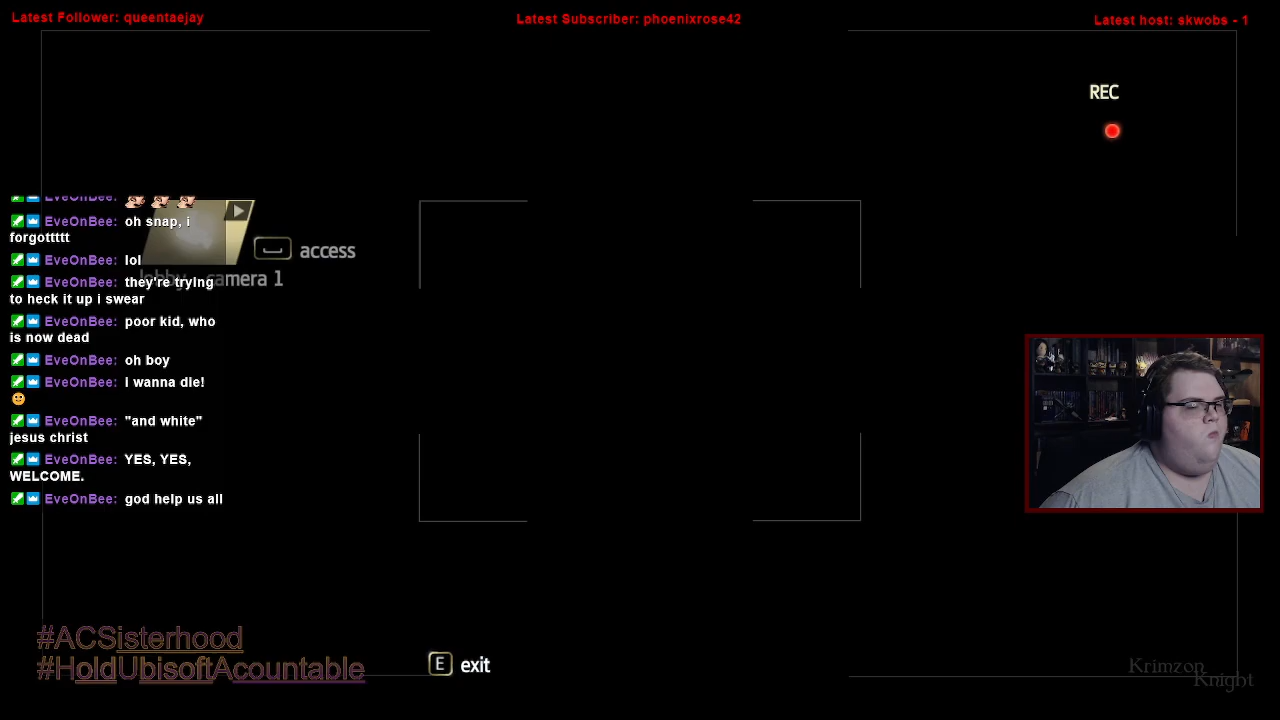 Latest Follower: queentaejay
Latest Subscriber: phoenixrose42
Latest host: skwobs - 1
REC
EveOnBee:
EveOnBee: oh snap, i
forgottttt
EveOnBee: lol
EveOnBee: they're trying
to heck it up i swear
EveOnBee: poor kid, who
is now dead
EveOnBee: oh boy
EveOnBee: i wanna die!
EveOnBee: "and white"
jesus christ
EveOnBee: YES, YES,
WELCOME.
EveOnBee: god help us all
access
lobby - camera 1
#ACSisterhood
#HoldUbisoftAcountable
E exit
Krimzon
Knight